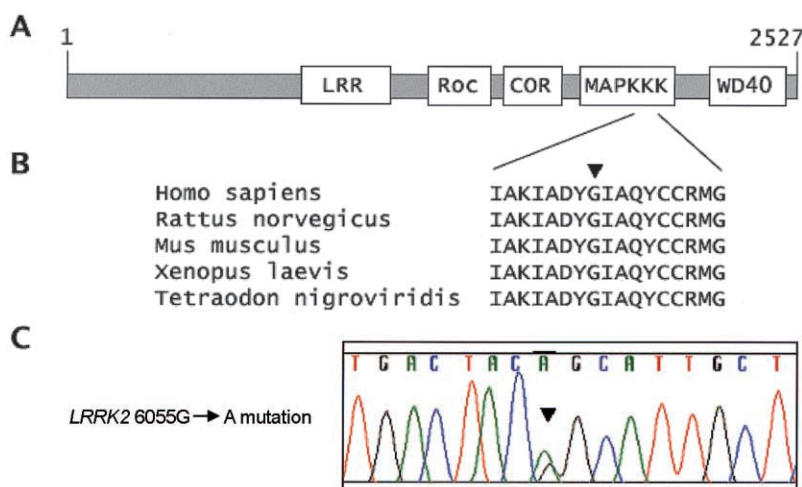 A
1 2527
LRR Roc COR MAPKKK WD40
B
Homo sapiens IAKIADYGIAQYCCRMG
Rattus norvegicus IAKIADYGIAQYCCRMG
Mus musculus IAKIADYGIAQYCCRMG
Xenopus laevis IAKIADYGIAQYCCRMG
Tetraodon nigroviridis IAKIADYGIAQYCCRMG
C
T G A C T A C A G C A T T G C T
LRRK2 6055G → A mutation